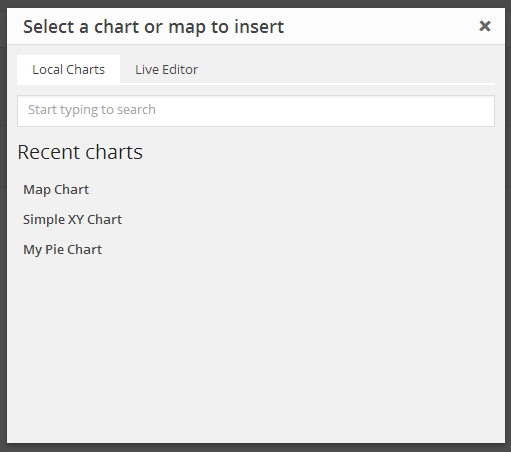 Select a chart or map to insert
Local Charts Live Editor
Start typing to search
Recent charts
Map Chart
Simple XY Chart
My Pie Chart